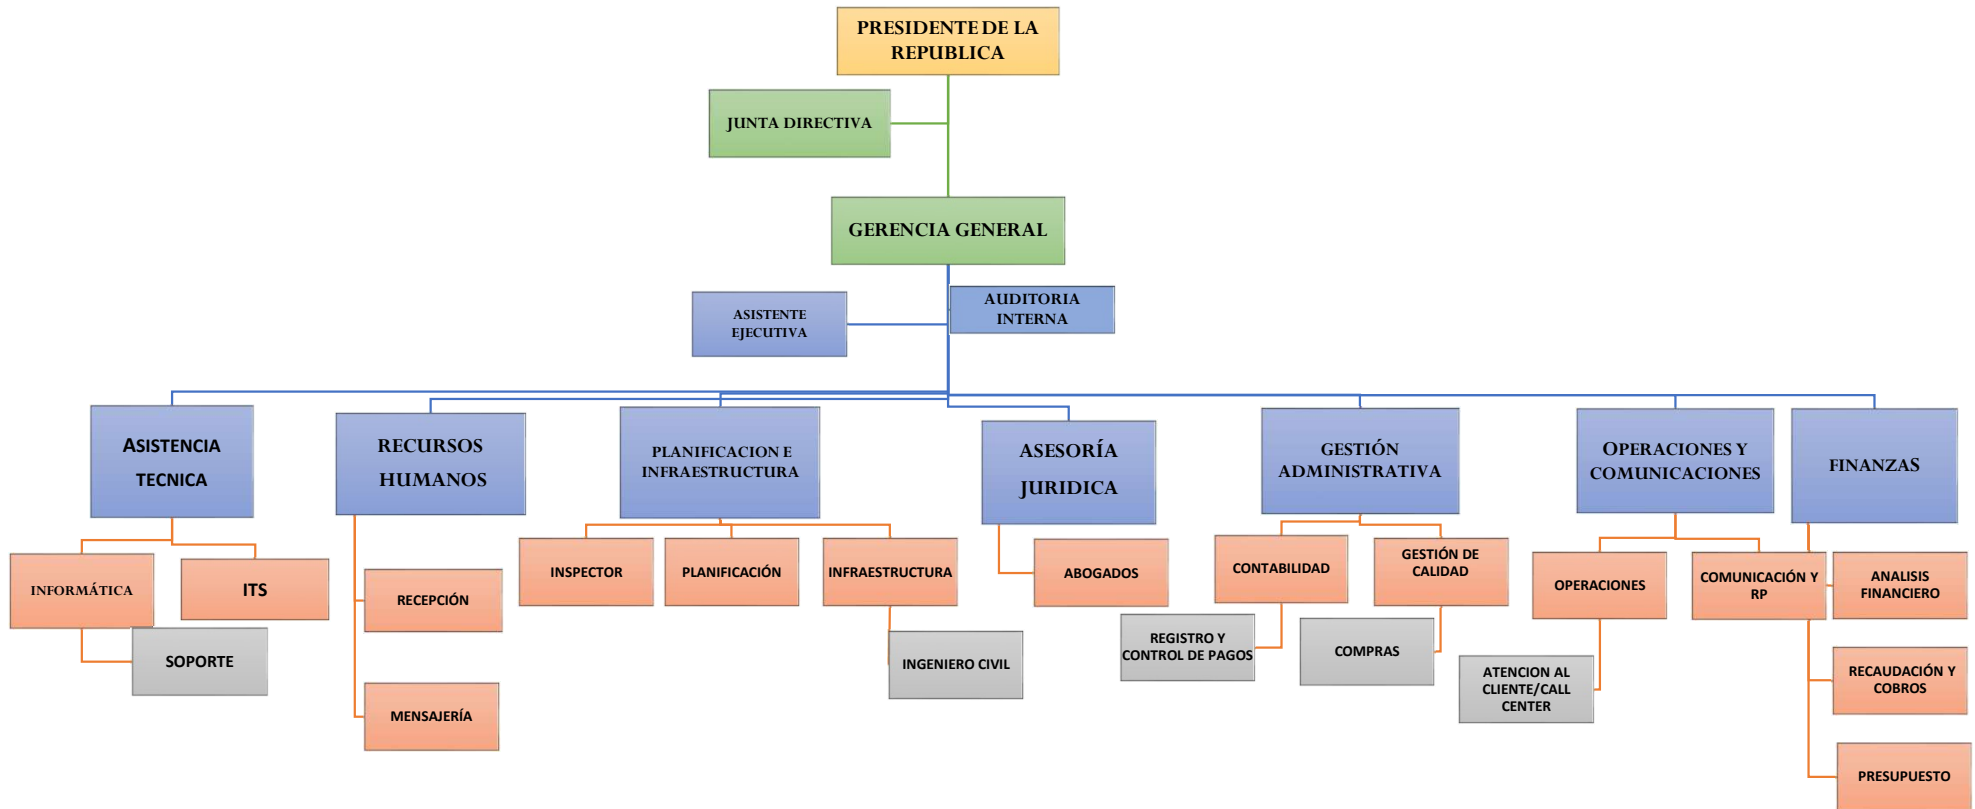 PRESIDENTE DE LA
REPUBLICA
JUNTA DIRECTIVA
GERENCIA GENERAL
ASISTENTE
EJECUTIVA
AUDITORIA
INTERNA
ASISTENCIA
TECNICA
RECURSOS
HUMANOS
PLANIFICACION E
INFRAESTRUCTURA
ASESORÍA
JURIDICA
GESTIÓN
ADMINISTRATIVA
OPERACIONES Y
COMUNICACIONES
FINANZAS
INFORMÁTICA
ITS
SOPORTE
RECEPCIÓN
MENSAJERÍA
INSPECTOR
PLANIFICACIÓN
INFRAESTRUCTURA
INGENIERO CIVIL
ABOGADOS
CONTABILIDAD
GESTIÓN DE
CALIDAD
REGISTRO Y
CONTROL DE PAGOS
COMPRAS
OPERACIONES
COMUNICACIÓN Y
RP
ATENCION AL
CLIENTE/CALL
CENTER
ANALISIS
FINANCIERO
RECAUDACIÓN Y
COBROS
PRESUPUESTO